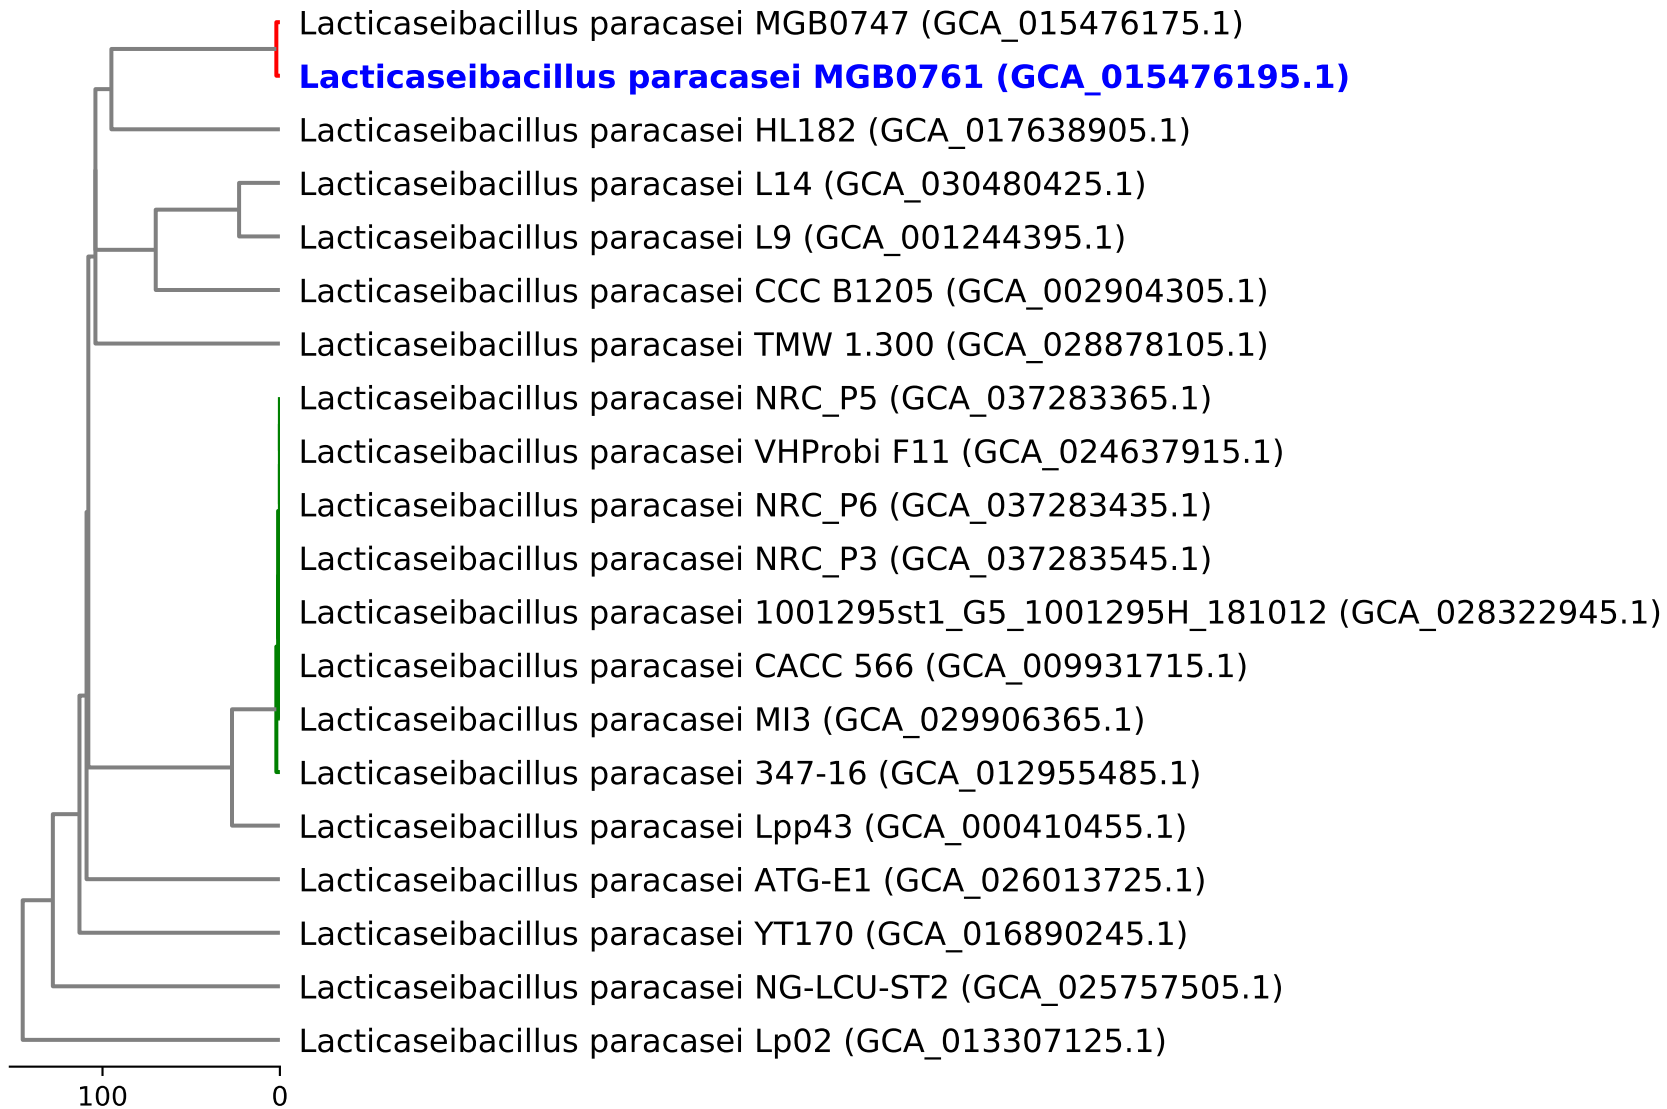 Lacticaseibacillus paracasei MGB0747 (GCA_015476175.1)
Lacticaseibacillus paracasei MGB0761 (GCA_015476195.1)
Lacticaseibacillus paracasei HL182 (GCA_017638905.1)
Lacticaseibacillus paracasei L14 (GCA_030480425.1)
Lacticaseibacillus paracasei L9 (GCA_001244395.1)
Lacticaseibacillus paracasei CCC B1205 (GCA_002904305.1)
Lacticaseibacillus paracasei TMW 1.300 (GCA_028878105.1)
Lacticaseibacillus paracasei NRC_P5 (GCA_037283365.1)
Lacticaseibacillus paracasei VHProbi F11 (GCA_024637915.1)
Lacticaseibacillus paracasei NRC_P6 (GCA_037283435.1)
Lacticaseibacillus paracasei NRC_P3 (GCA_037283545.1)
Lacticaseibacillus paracasei 1001295st1_G5_1001295H_181012 (GCA_028322945.1)
Lacticaseibacillus paracasei CACC 566 (GCA_009931715.1)
Lacticaseibacillus paracasei MI3 (GCA_029906365.1)
Lacticaseibacillus paracasei 347-16 (GCA_012955485.1)
Lacticaseibacillus paracasei Lpp43 (GCA_000410455.1)
Lacticaseibacillus paracasei ATG-E1 (GCA_026013725.1)
Lacticaseibacillus paracasei YT170 (GCA_016890245.1)
Lacticaseibacillus paracasei NG-LCU-ST2 (GCA_025757505.1)
Lacticaseibacillus paracasei Lp02 (GCA_013307125.1)
100 0